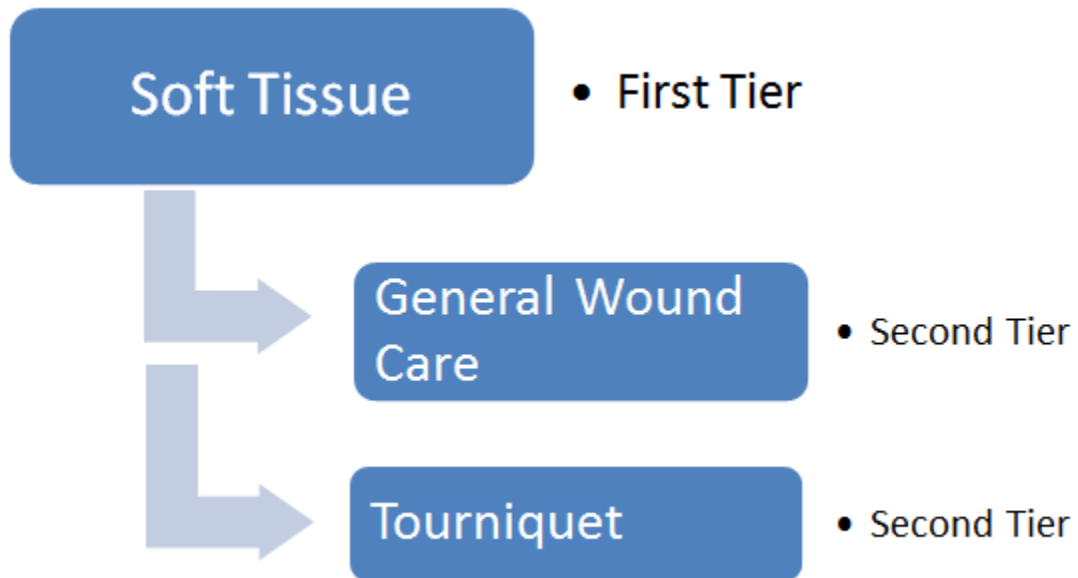 Soft Tissue
• First Tier
General Wound
Care
• Second Tier
Tourniquet
• Second Tier